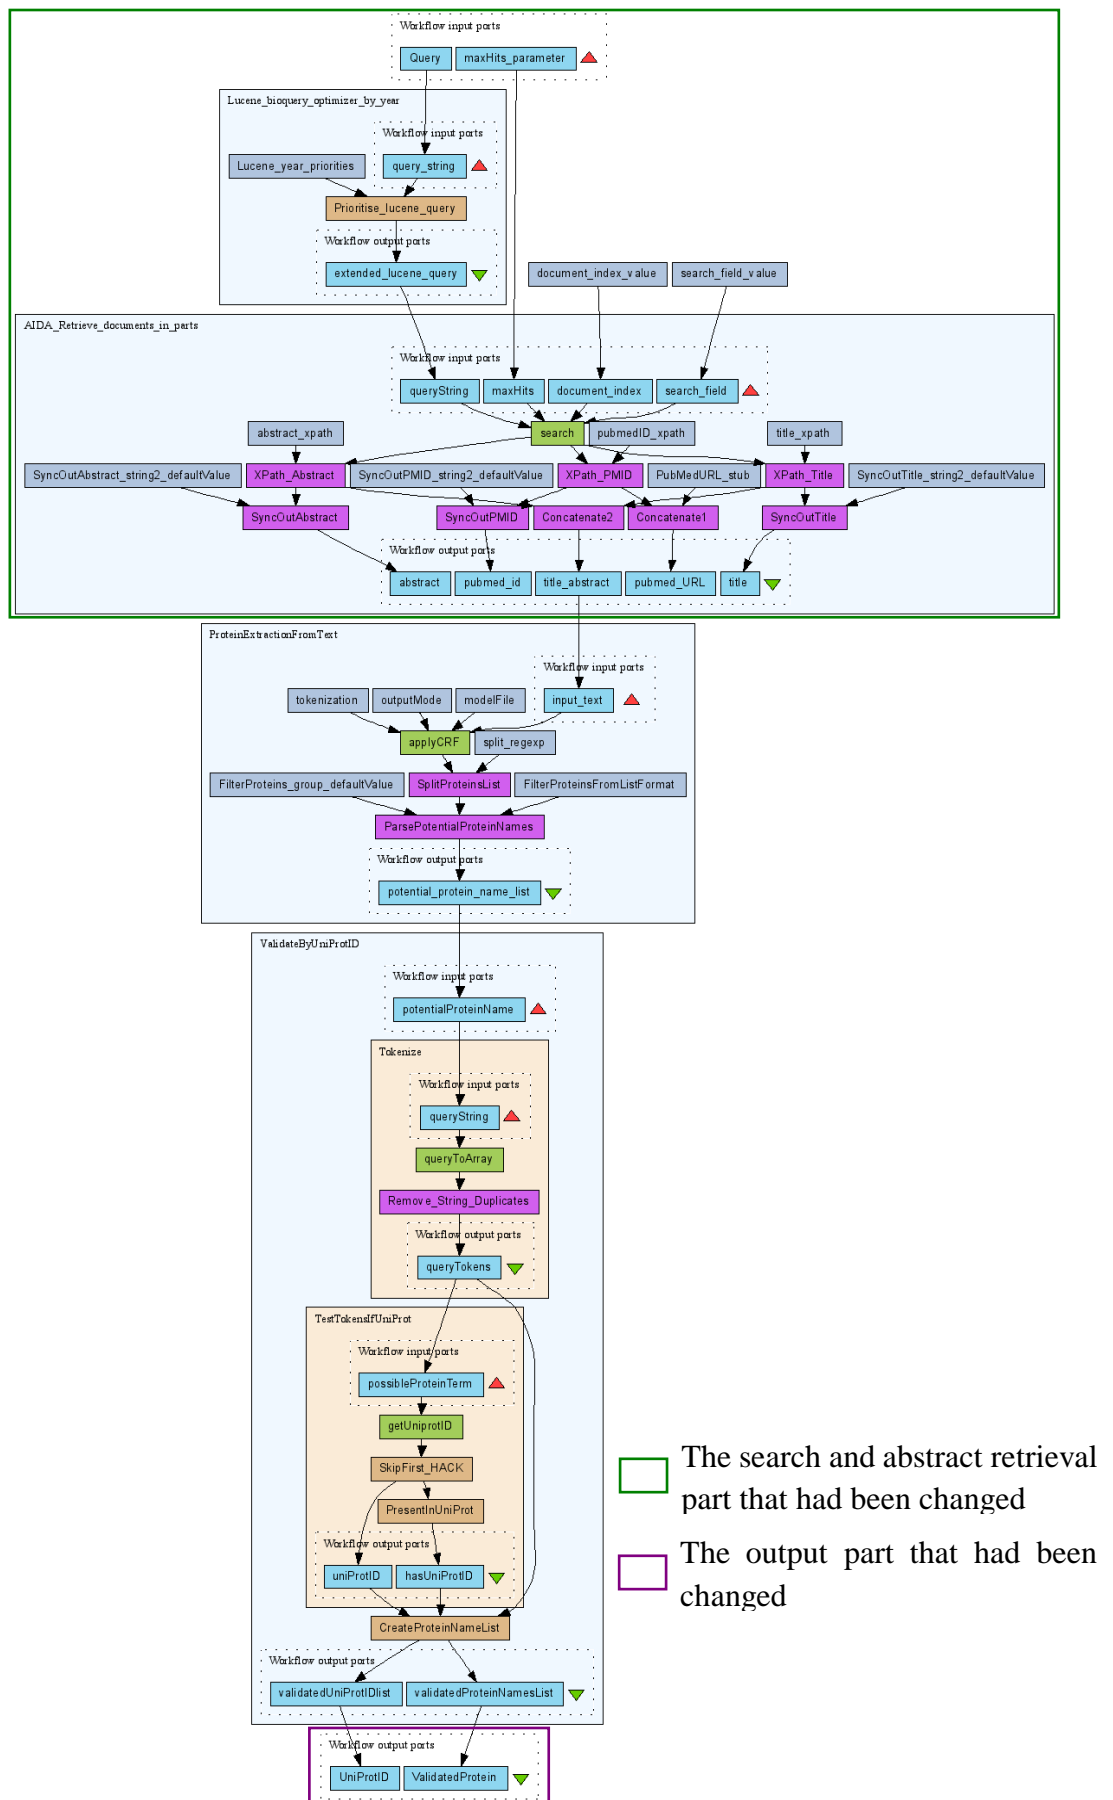 Workflow input ports
Query maxHits_parameter
Lucene_bioquery_optimizer_by_year
Workflow input ports
Lucene_year_priorities query_string
Prioritise_lucene_query
Workflow output ports
extended_lucene_query document_index_value search_field_value
AIDA_Retrieve_documents_in_parts
Workflow input ports
queryString maxHits document_index search_field
abstract_xpath search pubmedID_xpath title_xpath
SyncOutAbstract_string2_defaultValue XPath_Abstract SyncOutPMID_string2_defaultValue XPath_PMID PubMedURL_stub XPath_Title SyncOutTitle_string2_defaultValue
SyncOutAbstract SyncOutPMID Concatenate2 Concatenate1 SyncOutTitle
Workflow output ports
abstract pubmed_id title_abstract pubmed_URL title
ProteinExtractionFromText
Workflow input ports
tokenization outputMode modelFile input_text
applyCRF split_regexp
FilterProteins_group_defaultValue SplitProteinsList FilterProteinsFromListFormat
ParsePotentialProteinNames
Workflow output ports
potential_protein_name_list
ValidateByUniProtID
Workflow input ports
potentialProteinName
Tokenize
Workflow input ports
queryString
queryToArray
Remove_String_Duplicates
Workflow output ports
queryTokens
TestTokensIfUniProt
Workflow input ports
possibleProteinTerm
getUniprotID
SkipFirst_HACK
PresentInUniProt
Workflow output ports
uniProtID hasUniProtID
CreateProteinNameList
Workflow output ports
validatedUniProtIDlist validatedProteinNamesList
Workflow output ports
UniProtID ValidatedProtein
The search and abstract retrieval
part that had been changed
The output part that had been
changed